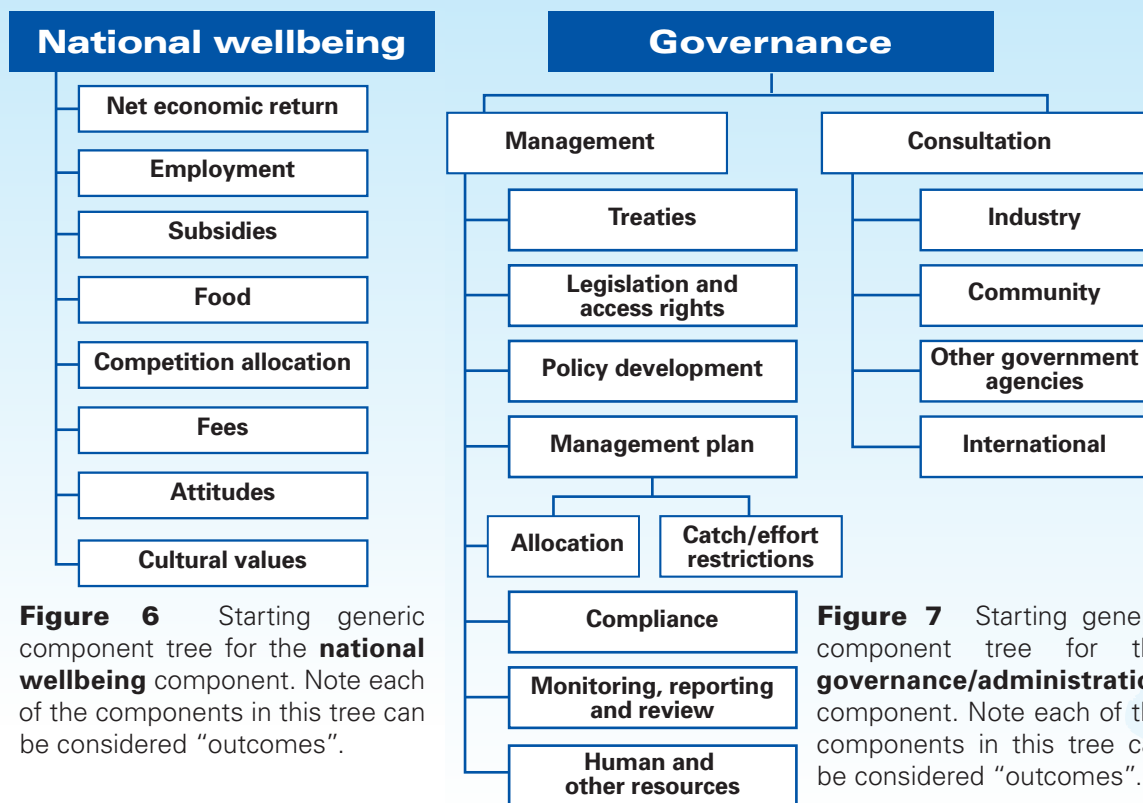 National wellbeing
Net economic return
Employment
Subsidies
Food
Competition allocation
Fees
Attitudes
Cultural values
Figure 6 Starting generic
component tree for the national
wellbeing component. Note each
of the components in this tree can
be considered “outcomes”.
Governance
Management
Treaties
Legislation and
access rights
Policy development
Management plan
Allocation
Catch/effort
restrictions
Compliance
Monitoring, reporting
and review
Human and
other resources
Consultation
Industry
Community
Other government
agencies
International
Figure 7 Starting
component tree for
component. Note each of
components in this tree
be considered “outcomes”.